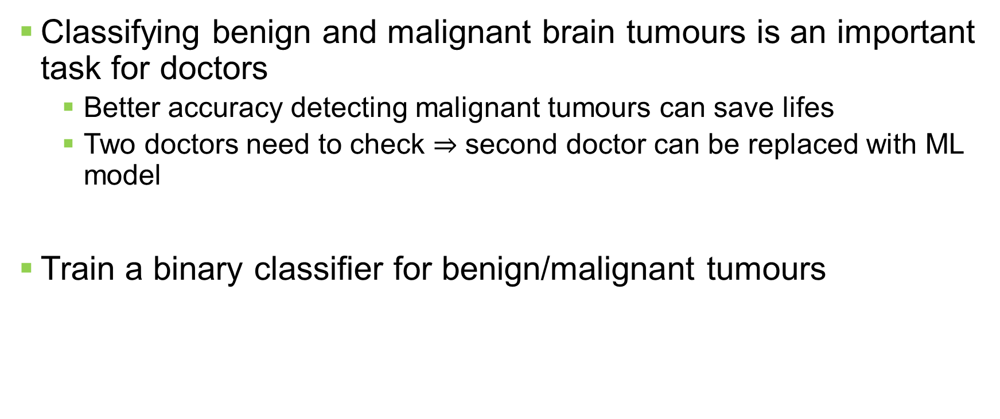 Classifying benign and malignant brain tumours is an important
task for doctors
Better accuracy detecting malignant tumours can save lifes
Two doctors need to check ⇒ second doctor can be replaced with ML
model
Train a binary classifier for benign/malignant tumours